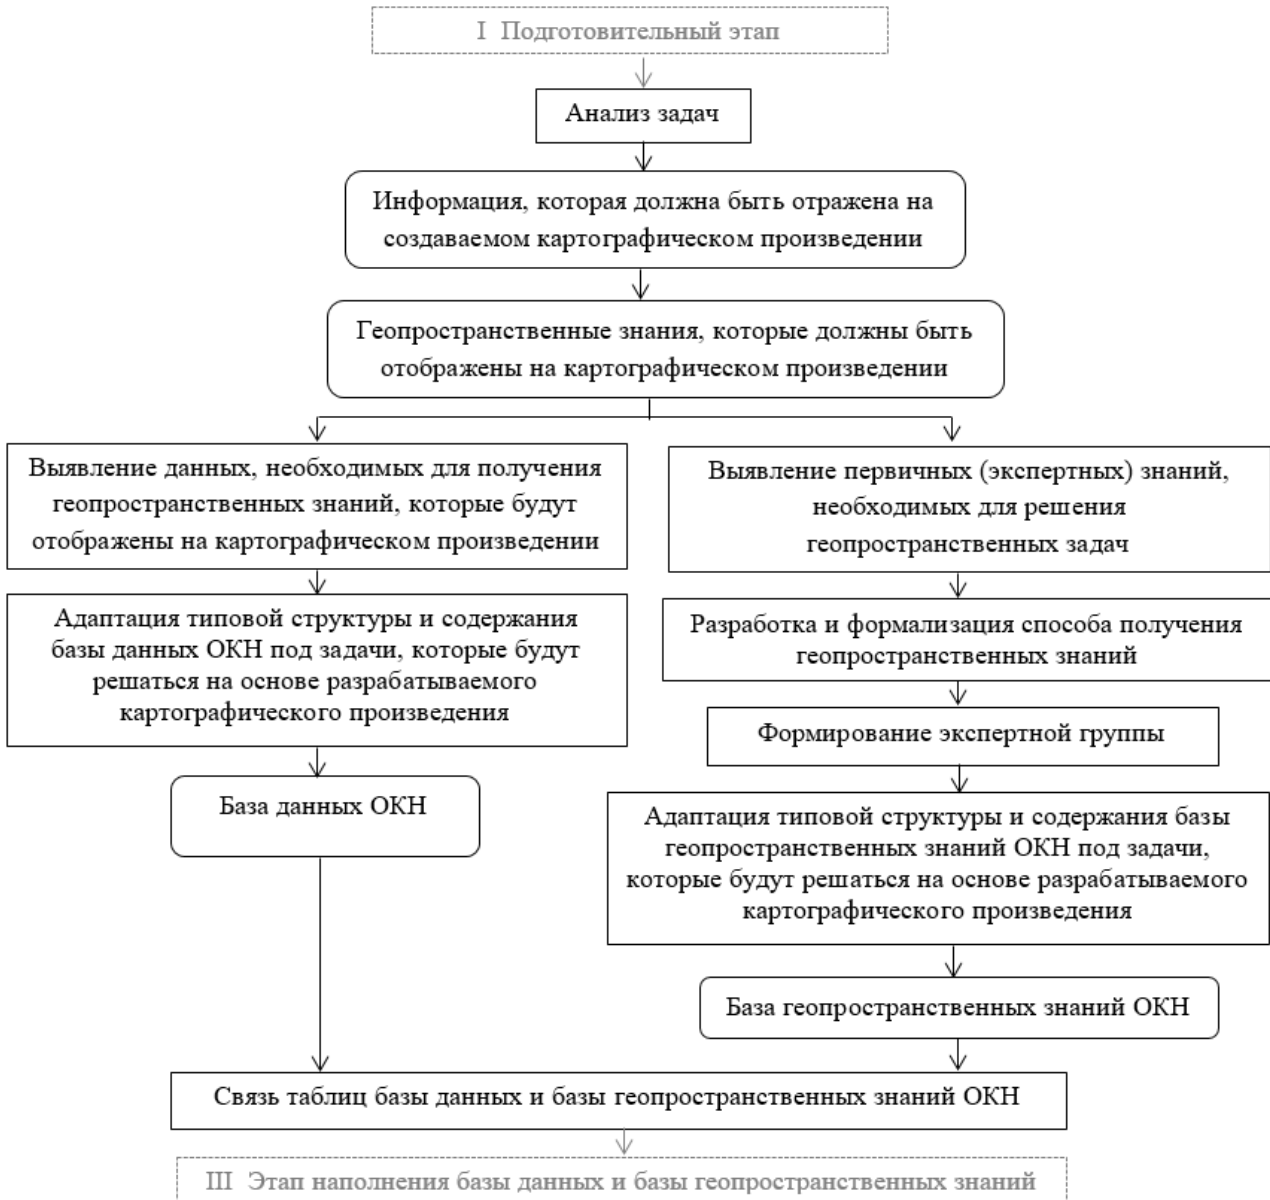 I Подготовительный этап
Анализ задач
Информация, которая должна быть отражена на
создаваемом картографическом произведении
Геопространственные знания, которые должны быть
отображены на картографическом произведении
Выявление данных, необходимых для получения
геопространственных знаний, которые будут
отображены на картографическом произведении
Выявление первичных (экспертных) знаний,
необходимых для решения
геопространственных задач
Адаптация типовой структуры и содержания
базы данных ОКН под задачи, которые будут
решаться на основе разрабатываемого
картографического произведения
Разработка и формализация способа получения
геопространственных знаний
Формирование экспертной группы
База данных ОКН
Адаптация типовой структуры и содержания базы
геопространственных знаний ОКН под задачи,
которые будут решаться на основе разрабатываемого
картографического произведения
База геопространственных знаний ОКН
Связь таблиц базы данных и базы геопространственных знаний ОКН
III Этап наполнения базы данных и базы геопространственных знаний